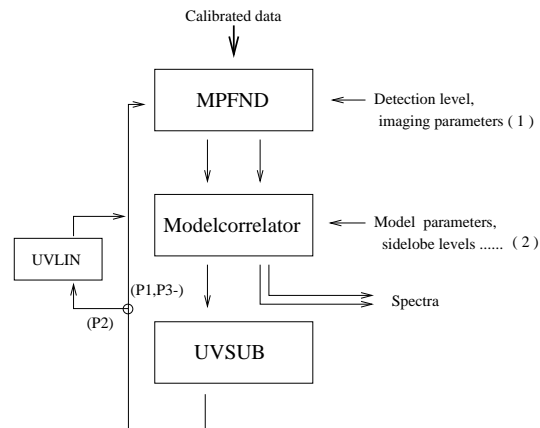 Calibrated data
MPFND
Detection level,
imaging parameters ( 1 )
Modelcorrelator
Model parameters,
sidelobe levels ...... ( 2 )
UVLIN
(P1,P3-)
Spectra
(P2)
UVSUB